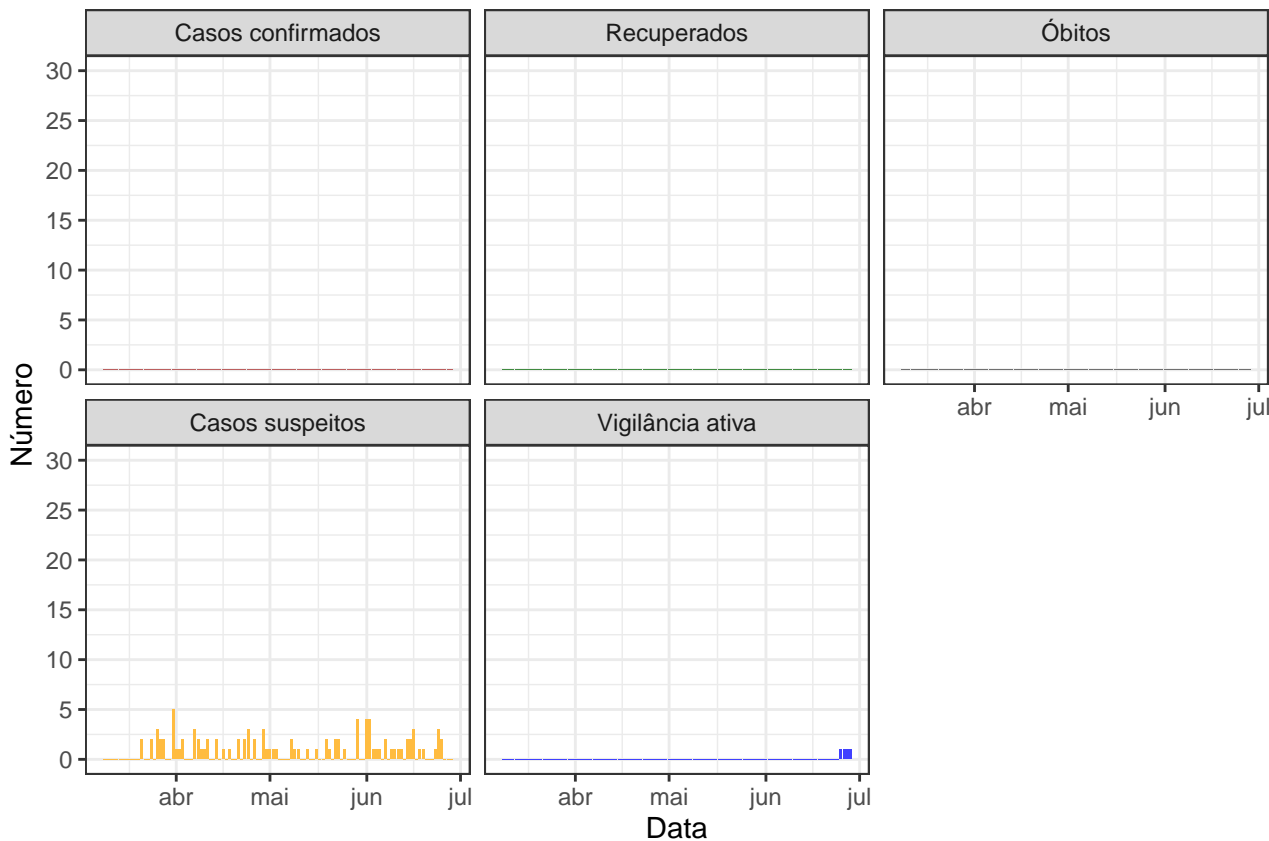 Casos confirmados
Recuperados
Óbitos
30
25
20
15
10
5
0
abr mai jun jul
Casos suspeitos
Vigilância ativa
30
25
20
15
10
5
0
abr mai jun jul
abr mai jun jul
Número
Data